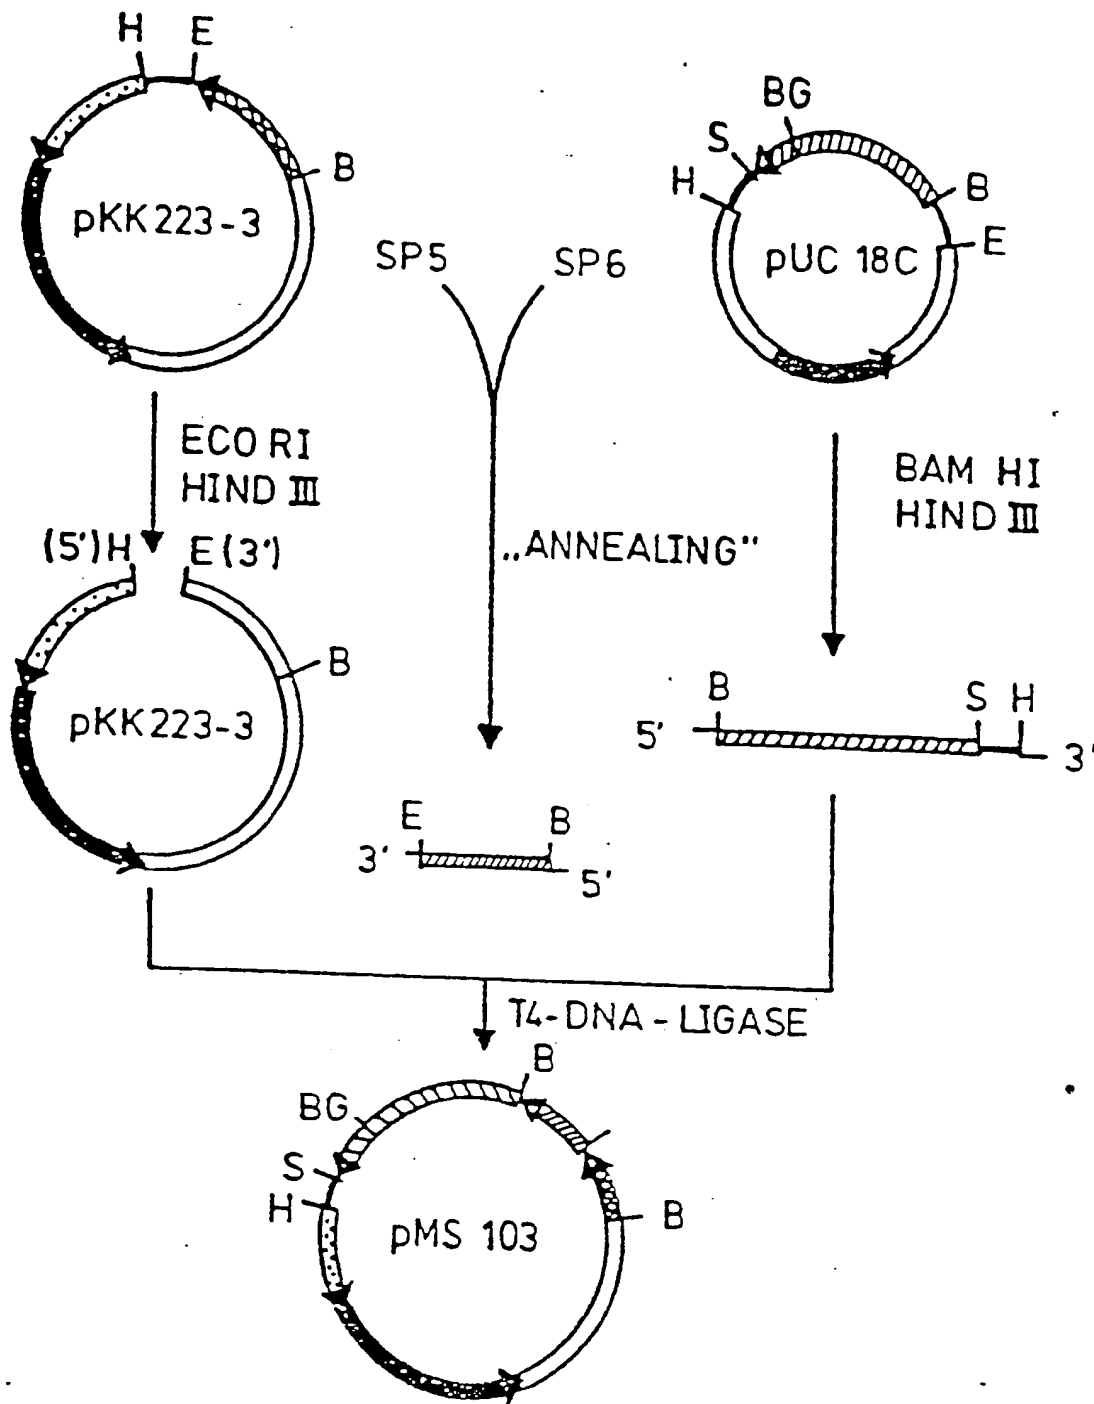 H E
B
pKK223-3
BG
S
H
B
E
pUC 18C
SP5
SP6
ECO RI
HIND III
„ANNEALING"
BAM HI
HIND III
(5')H
E(3')
B
pKK223-3
B
S H
5'
3'
E
B
3'
5'
T4-DNA-LIGASE
B
BG
S
H
B
pMS 103